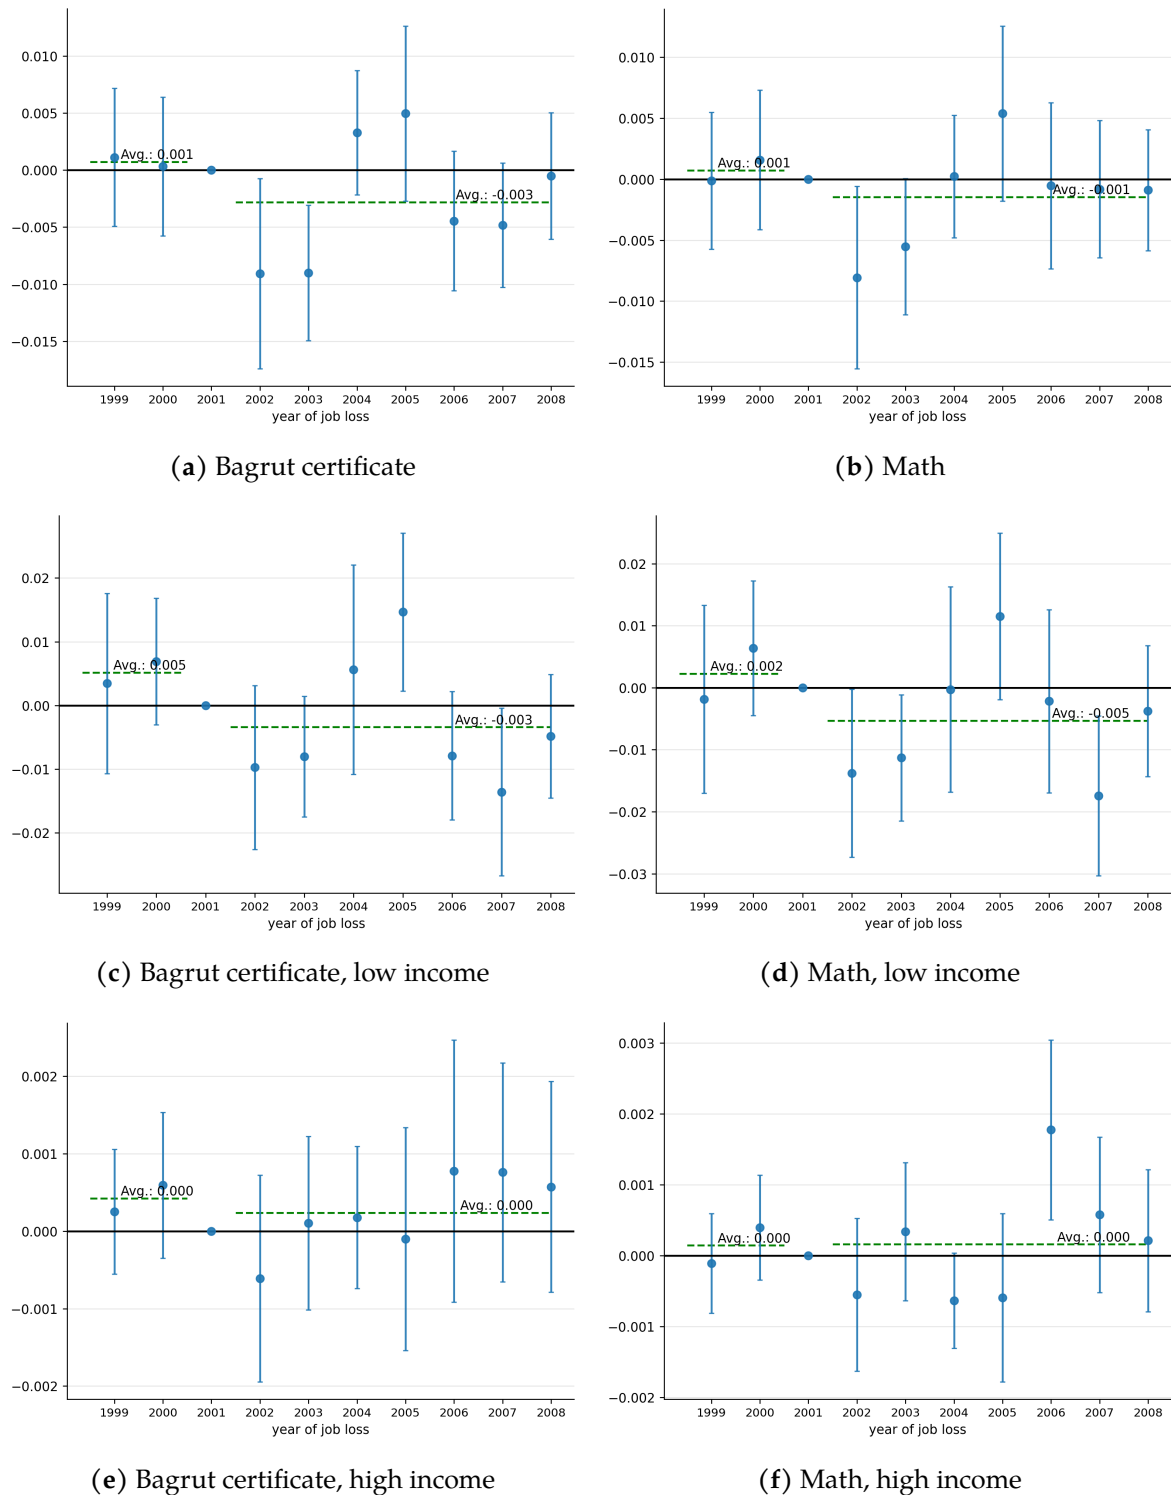 0.010
0.005
0.000
−0.005
−0.010
−0.015
Avg.: 0.001
Avg.: -0.003
1999 2000 2001 2002 2003 2004 2005 2006 2007 2008
year of job loss
(a) Bagrut certificate
0.010
0.005
0.000
−0.005
−0.010
−0.015
Avg.: 0.001
Avg.: -0.001
1999 2000 2001 2002 2003 2004 2005 2006 2007 2008
year of job loss
(b) Math
0.02
0.01
0.00
−0.01
−0.02
Avg.: 0.005
Avg.: -0.003
1999 2000 2001 2002 2003 2004 2005 2006 2007 2008
year of job loss
(c) Bagrut certificate, low income
0.02
0.01
0.00
−0.01
−0.02
−0.03
Avg.: 0.002
Avg.: -0.005
1999 2000 2001 2002 2003 2004 2005 2006 2007 2008
year of job loss
(d) Math, low income
0.002
0.001
0.000
−0.001
−0.002
Avg.: 0.000
Avg.: 0.000
1999 2000 2001 2002 2003 2004 2005 2006 2007 2008
year of job loss
(e) Bagrut certificate, high income
0.003
0.002
0.001
0.000
−0.001
−0.002
Avg.: 0.000
Avg.: 0.000
1999 2000 2001 2002 2003 2004 2005 2006 2007 2008
year of job loss
(f) Math, high income